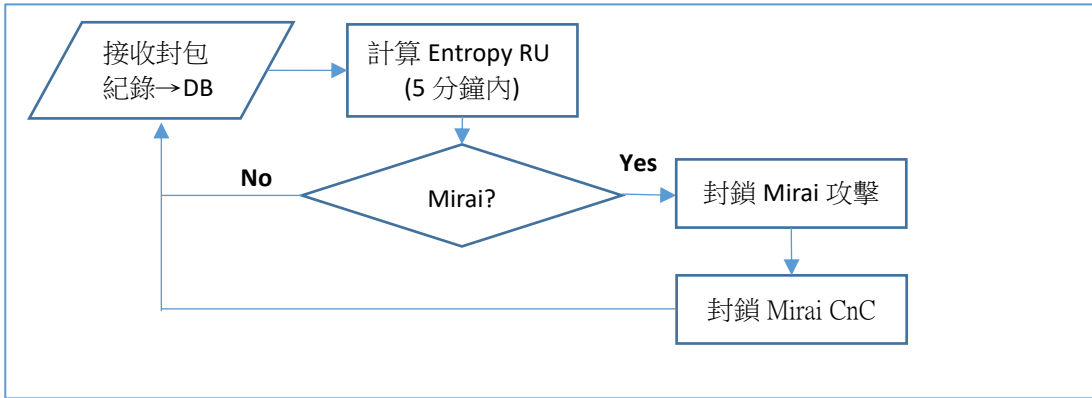 接收封包
紀錄→DB
計算 Entropy RU
(5 分鐘內)
No
Mirai?
Yes
封鎖 Mirai 攻擊
封鎖 Mirai CnC